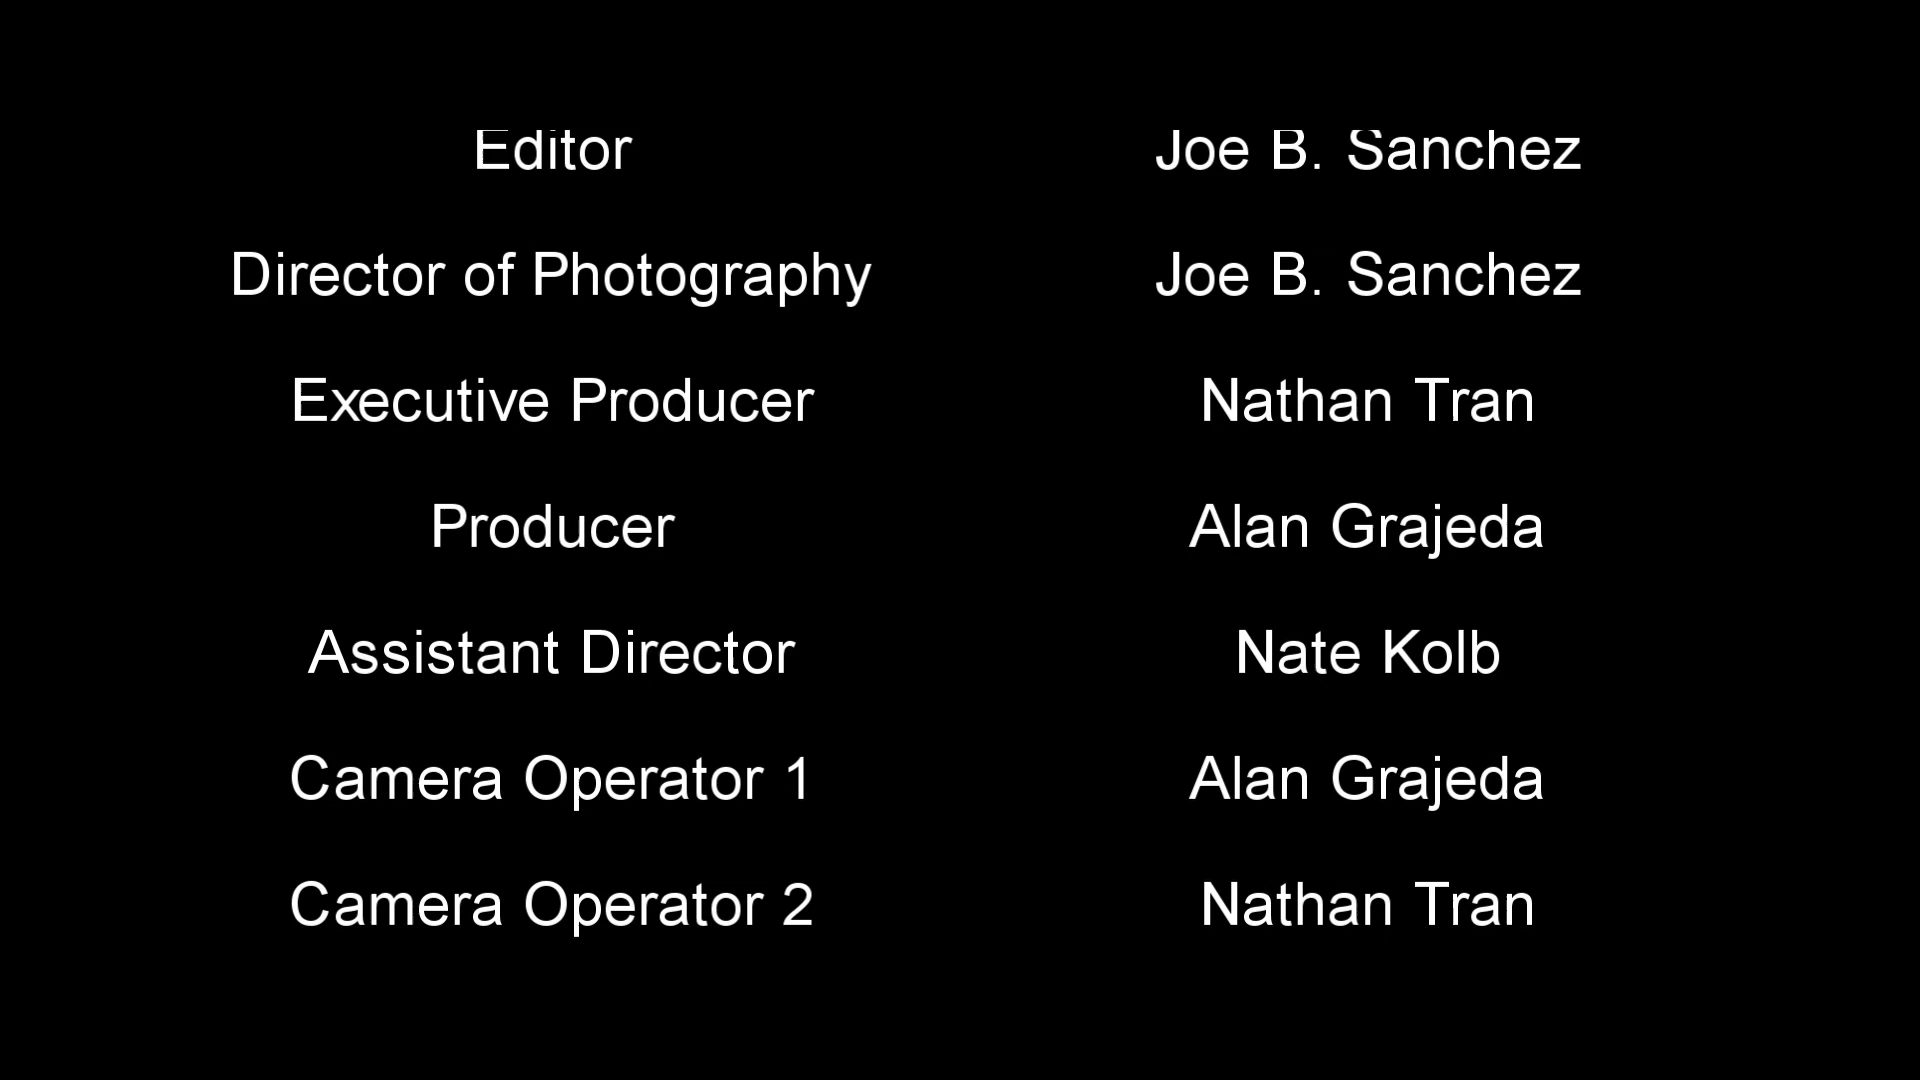 Editor Joe B. Sanchez
Director of Photography Joe B. Sanchez
Executive Producer Nathan Tran
Producer Alan Grajeda
Assistant Director Nate Kolb
Camera Operator 1 Alan Grajeda
Camera Operator 2 Nathan Tran